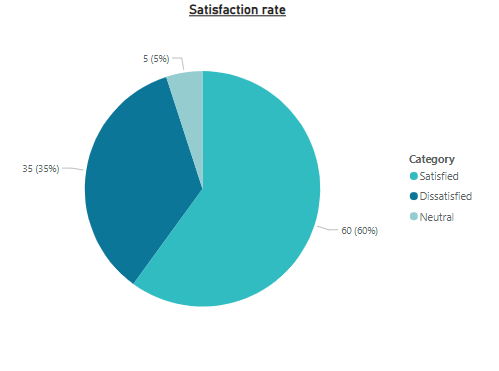 Satisfaction rate
5 (5%)
35 (35%)
60 (60%)
Category
Satisfied
Dissatisfied
Neutral